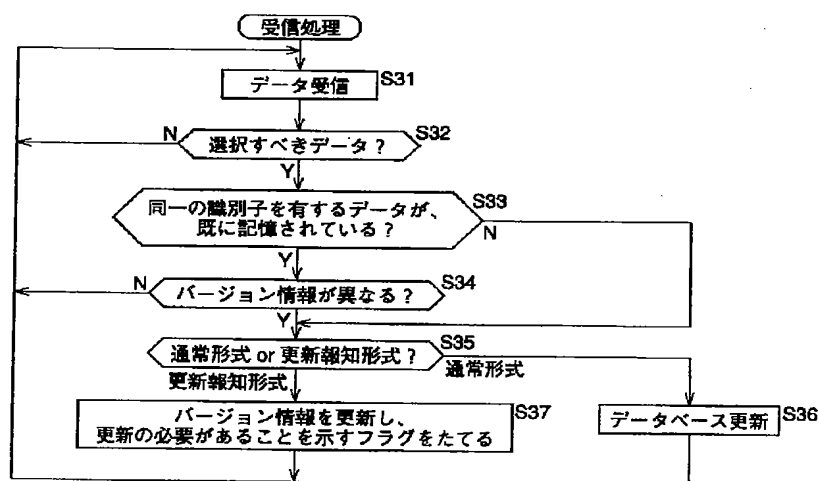 受信処理
データ受信
S31
選択すべきデータ?
S32
N
Y
同一の識別子を有するデータが、
既に記憶されている?
S33
N
Y
バージョン情報が異なる?
S34
N
Y
通常形式 or 更新報知形式?
S35
通常形式
更新報知形式
バージョン情報を更新し、
更新の必要があることを示すフラグをたてる
S37
データベース更新
S36